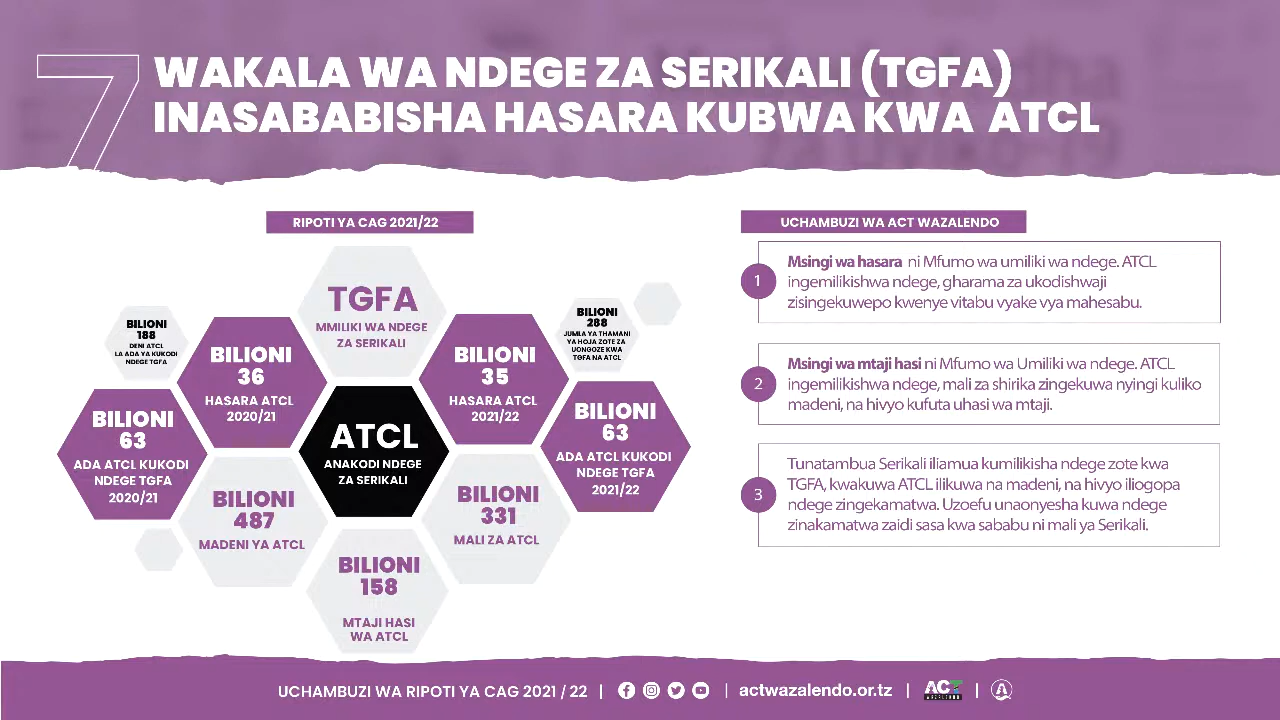 7
WAKALA WA NDEGE ZA SERIKALI (TGFA)
INASABABISHA HASARA KUBWA KWA ATCL
RIPOTI YA CAG 2021/22
TGFA
MMILIKI WA NDEGE
ZA SERIKALI
BILIONI
188
DENI ATCL
LA ADA YA KUKODI
NDEGE TGFA
BILIONI
36
HASARA ATCL
2020/21
BILIONI
35
HASARA ATCL
2021/22
BILIONI
288
JUMLA YA THAMANI
YA HOJA ZOTE ZA
UONGOZE KWA
TGFA NA ATCL
BILIONI
63
ADA ATCL KUKODI
NDEGE TGFA
2020/21
ATCL
ANAKODI NDEGE
ZA SERIKALI
BILIONI
63
ADA ATCL KUKODI
NDEGE TGFA
2021/22
BILIONI
487
MADENI YA ATCL
BILIONI
331
MALI ZA ATCL
BILIONI
158
MTAJI HASI
WA ATCL
UCHAMBUZI WA ACT WAZALENDO
1
Msingi wa hasara ni Mfumo wa umiliki wa ndege. ATCL
ingemilikishwa ndege, gharama za ukodishwaji
zisingekuwepo kwenye vitabu vyake vya mahesabu.
2
Msingi wa mtaji hasi ni Mfumo wa Umiliki wa ndege. ATCL
ingemilikishwa ndege, mali za shirika zingekuwa nyingi kuliko
madeni, na hivyo kufuta uhasi wa mtaji.
3
Tunatambua Serikali iliamua kumilikisha ndege zote kwa
TGFA, kwakuwa ATCL ilikuwa na madeni, na hivyo iliogopa
ndege zingekamatwa. Uzoefu unaonyesha kuwa ndege
zinakamatwa zaidi sasa kwa sababu ni mali ya Serikali.
UCHAMBUZI WA RIPOTI YA CAG 2021 / 22 | | actwazalendo.or.tz | ACT WAZALENDO |